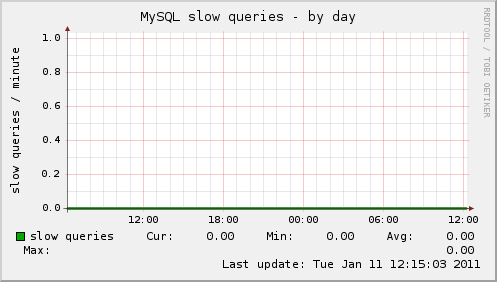 MySQL slow queries - by day
RRDTOOL / TOBI OETIKER
slow queries / minute
1.0
0.8
0.6
0.4
0.2
0.0
12:00 18:00 00:00 06:00 12:00
slow queries Cur: 0.00 Min: 0.00 Avg: 0.00
Max: 0.00
Last update: Tue Jan 11 12:15:03 2011